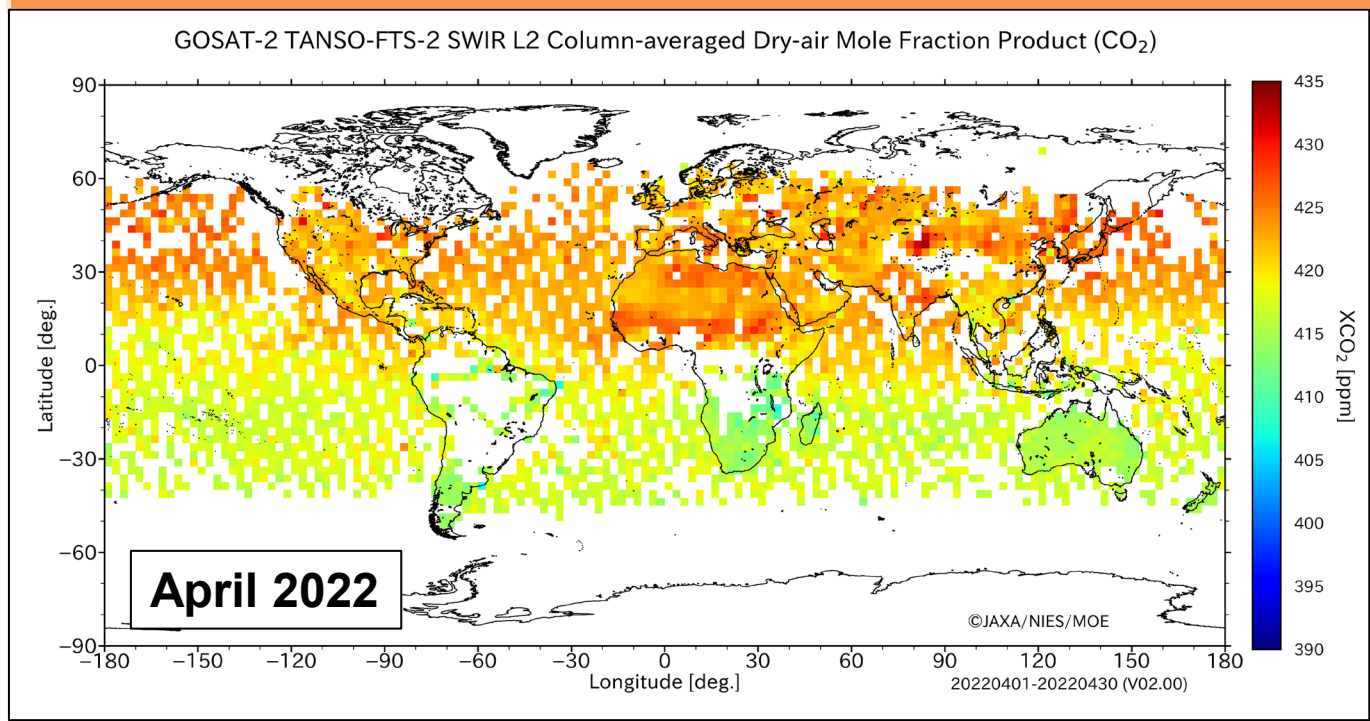 GOSAT-2 TANSO-FTS-2 SWIR L2 Column-averaged Dry-air Mole Fraction Product (CO₂)
90
60
30
0
−30
−60
−90
Latitude [deg.]
−180 −150 −120 −90 −60 −30 0 30 60 90 120 150 180
Longitude [deg.]
April 2022
©JAXA/NIES/MOE
20220401-20220430 (V02.00)
435
430
425
420
415
410
405
400
395
390
XCO₂ [ppm]